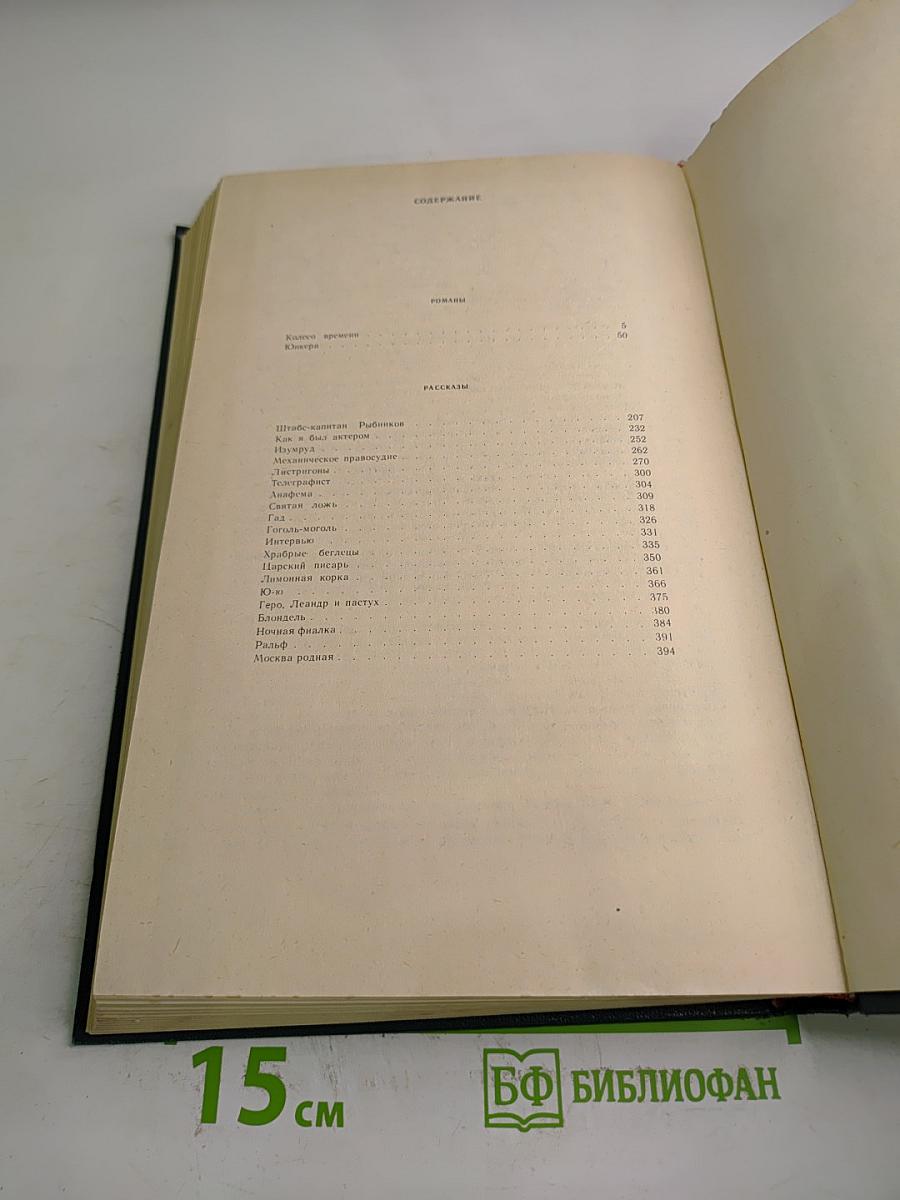 СОДЕРЖАНИЕ
РОМАНЫ
Колесо времени . . . . . . . . . . . . . . . . . . . . 5
Юнкера . . . . . . . . . . . . . . . . . . . . 50
РАССКАЗЫ
Штабс-капитан Рыбников . . . . . . . . . . . . . . . . 207
Как я был актером . . . . . . . . . . . . . . . . 232
Изумруд . . . . . . . . . . . . . . . . 252
Механическое правосудие . . . . . . . . . . . . . . . . 262
Листригоны . . . . . . . . . . . . . . . . 270
Телеграфист . . . . . . . . . . . . . . . . 300
Анафема . . . . . . . . . . . . . . . . 304
Святая ложь . . . . . . . . . . . . . . . . 309
Гад . . . . . . . . . . . . . . . . 318
Гоголь-моголь . . . . . . . . . . . . . . . . 326
Интервью . . . . . . . . . . . . . . . . 331
Храбрые беглецы . . . . . . . . . . . . . . . . 335
Царский писарь . . . . . . . . . . . . . . . . 350
Лимонная корка . . . . . . . . . . . . . . . . 361
Ю-ю . . . . . . . . . . . . . . . . 366
Геро, Леандр и пастух . . . . . . . . . . . . . . . . 375
Блондель . . . . . . . . . . . . . . . . 380
Ночная фиалка . . . . . . . . . . . . . . . . 384
Ральф . . . . . . . . . . . . . . . . 391
Москва родная . . . . . . . . . . . . . . . . 394
15 см
БФ БИБЛИОФАН